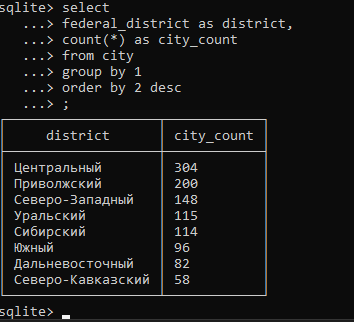 sqlite> select
...> federal_district as district,
...> count(*) as city_count
...> from city
...> group by 1
...> order by 2 desc
...> ;
district city_count
Центральный 304
Приволжский 200
Северо-Западный 148
Уральский 115
Сибирский 114
Южный 96
Дальневосточный 82
Северо-Кавказский 58
sqlite> _